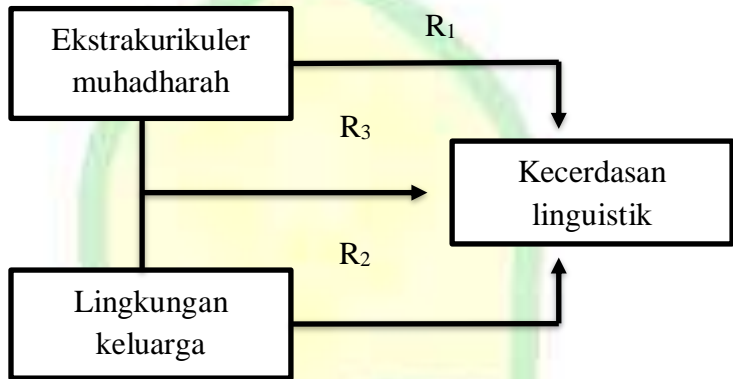 Ekstrakurikuler
muhadharah
R₁
R₃
Kecerdasan
linguistik
R₂
Lingkungan
keluarga